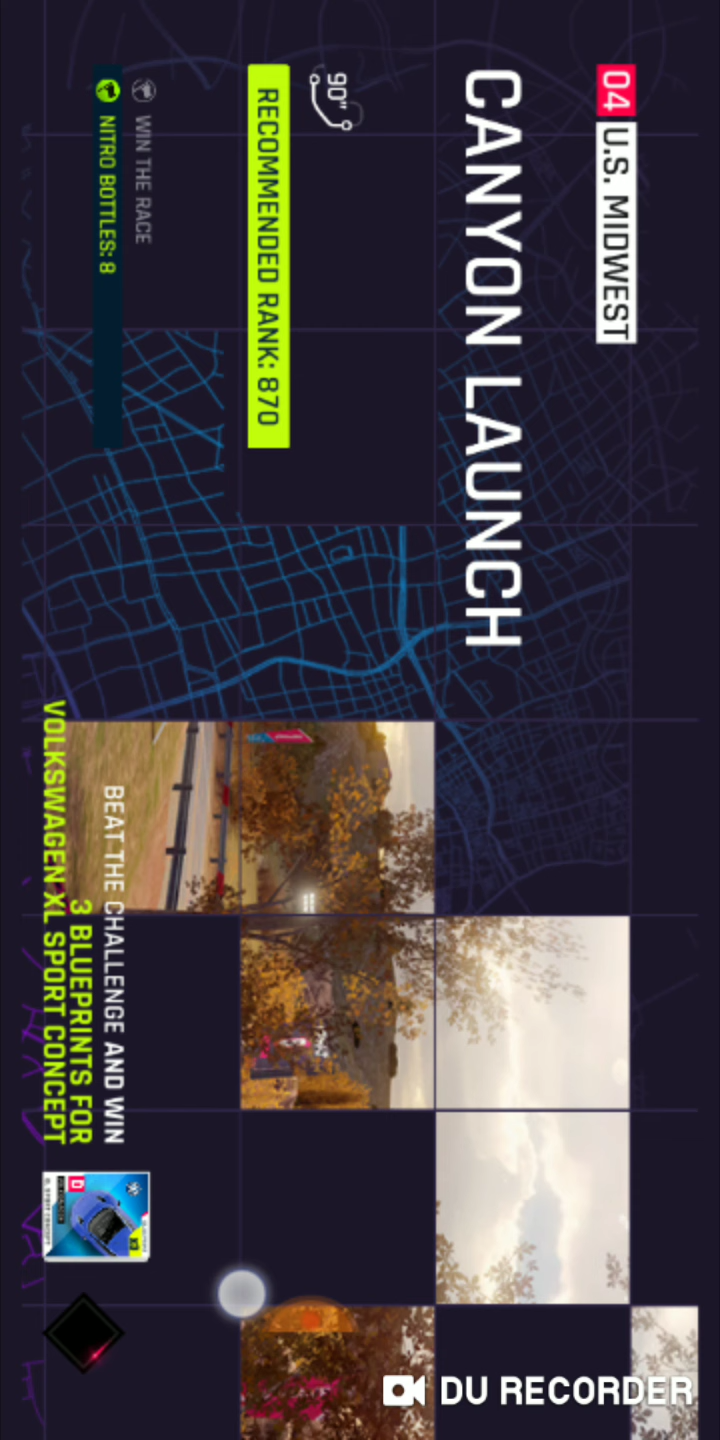 04 U.S. MIDWEST
CANYON LAUNCH
90"
RECOMMENDED RANK: 870
WIN THE RACE
NITRO BOTTLES: 8
BEAT THE CHALLENGE AND WIN
3 BLUEPRINTS FOR
VOLKSWAGEN XL SPORT CONCEPT
D
DU RECORDER